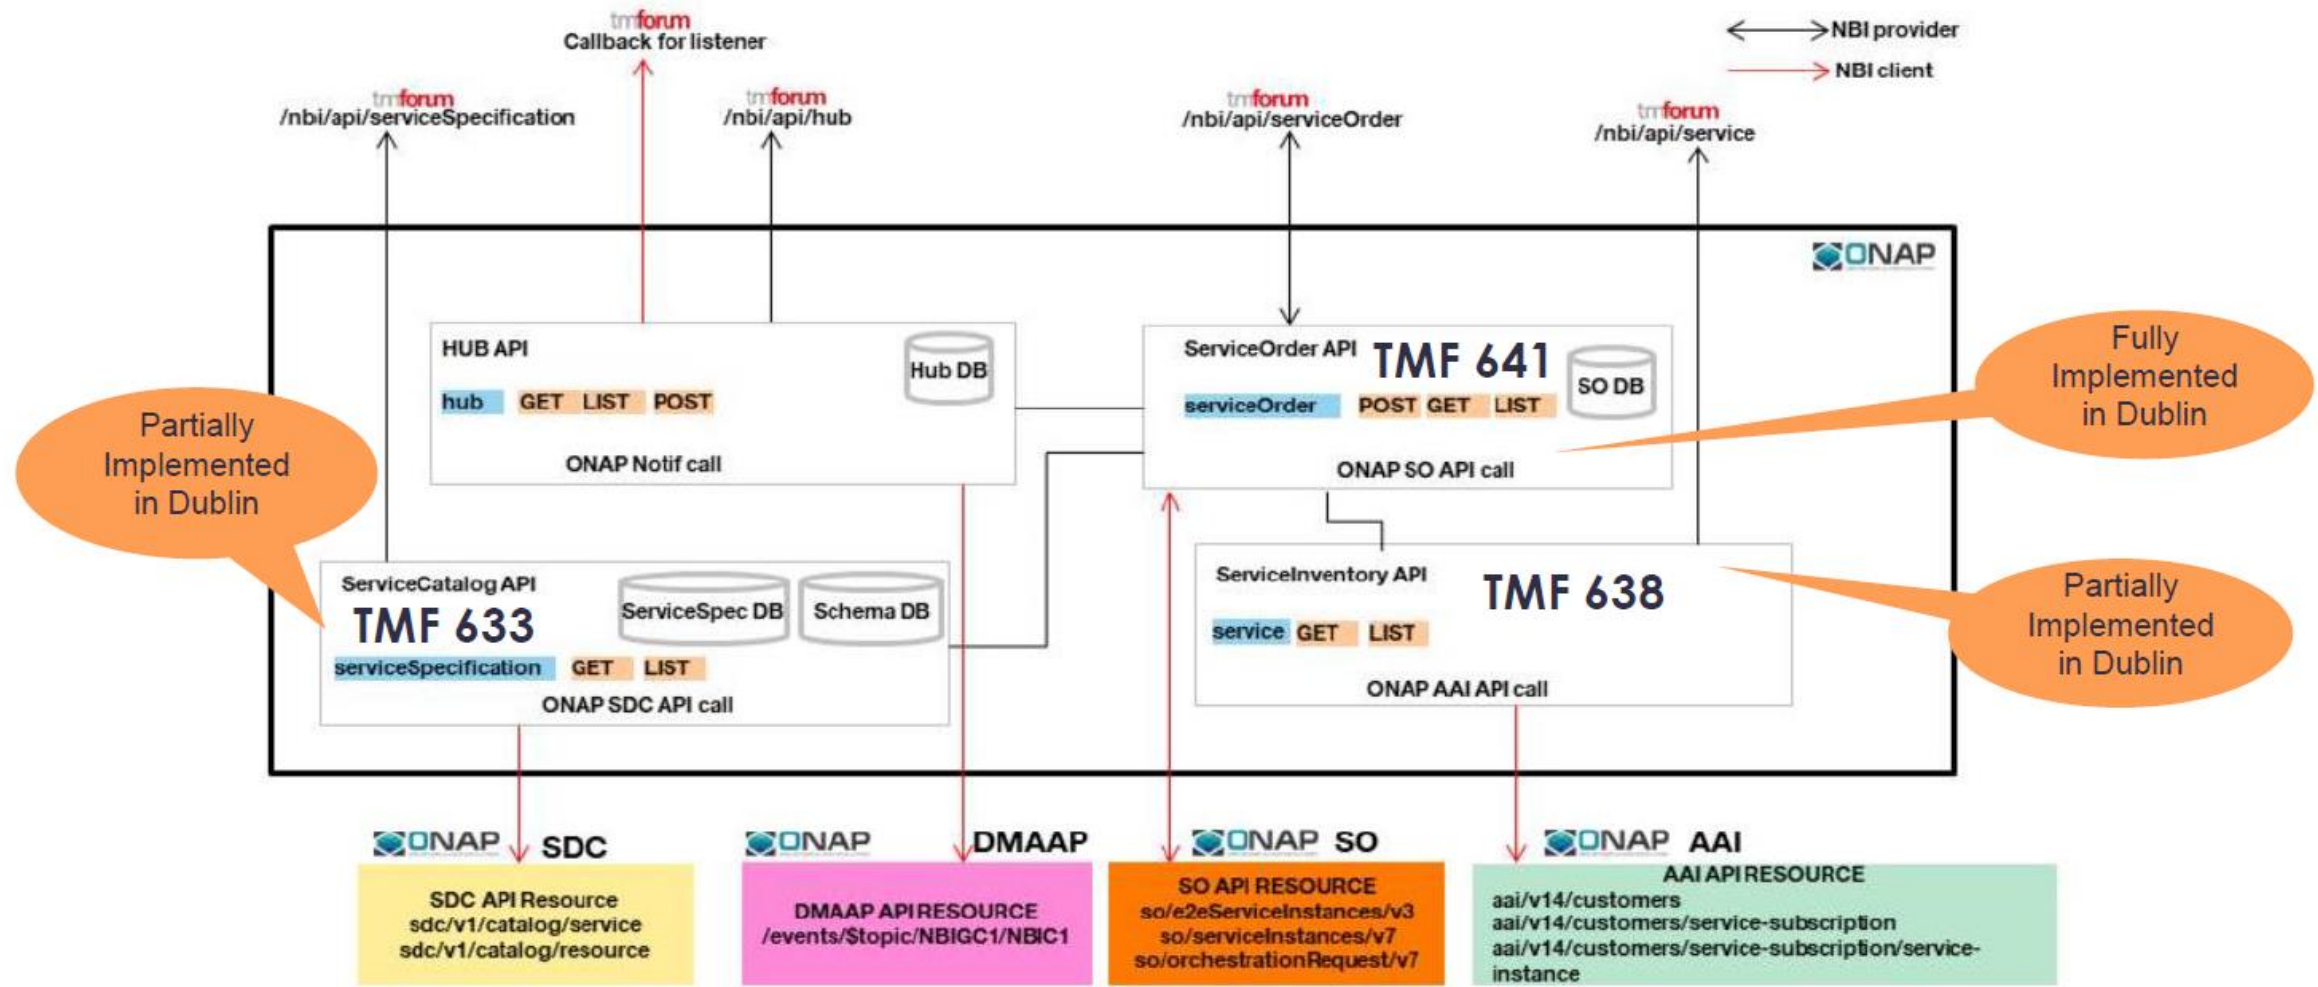 tmforum
Callback for listener
NBI provider
NBI client
tmforum
/nbi/api/serviceSpecification
tmforum
/nbi/api/hub
tmforum
/nbi/api/serviceOrder
tmforum
/nbi/api/service
ONAP
HUB API
Hub DB
hub GET LIST POST
ONAP Notif call
ServiceOrder API TMF 641
SO DB
serviceOrder POST GET LIST
ONAP SO API call
Fully
Implemented
in Dublin
Partially
Implemented
in Dublin
ServiceCatalog API
TMF 633
ServiceSpec DB
Schema DB
serviceSpecification GET LIST
ONAP SDC API call
ServiceInventory API
TMF 638
service GET LIST
ONAP AAI API call
Partially
Implemented
in Dublin
ONAP SDC
SDC API Resource
sdc/v1/catalog/service
sdc/v1/catalog/resource
ONAP DMAAP
DMAAP API RESOURCE
/events/$topic/NBIGC1/NBIC1
ONAP SO
SO API RESOURCE
so/e2eServiceInstances/v3
so/serviceInstances/v7
so/orchestrationRequest/v7
ONAP AAI
AAI API RESOURCE
aai/v14/customers
aai/v14/customers/service-subscription
aai/v14/customers/service-subscription/service-
instance